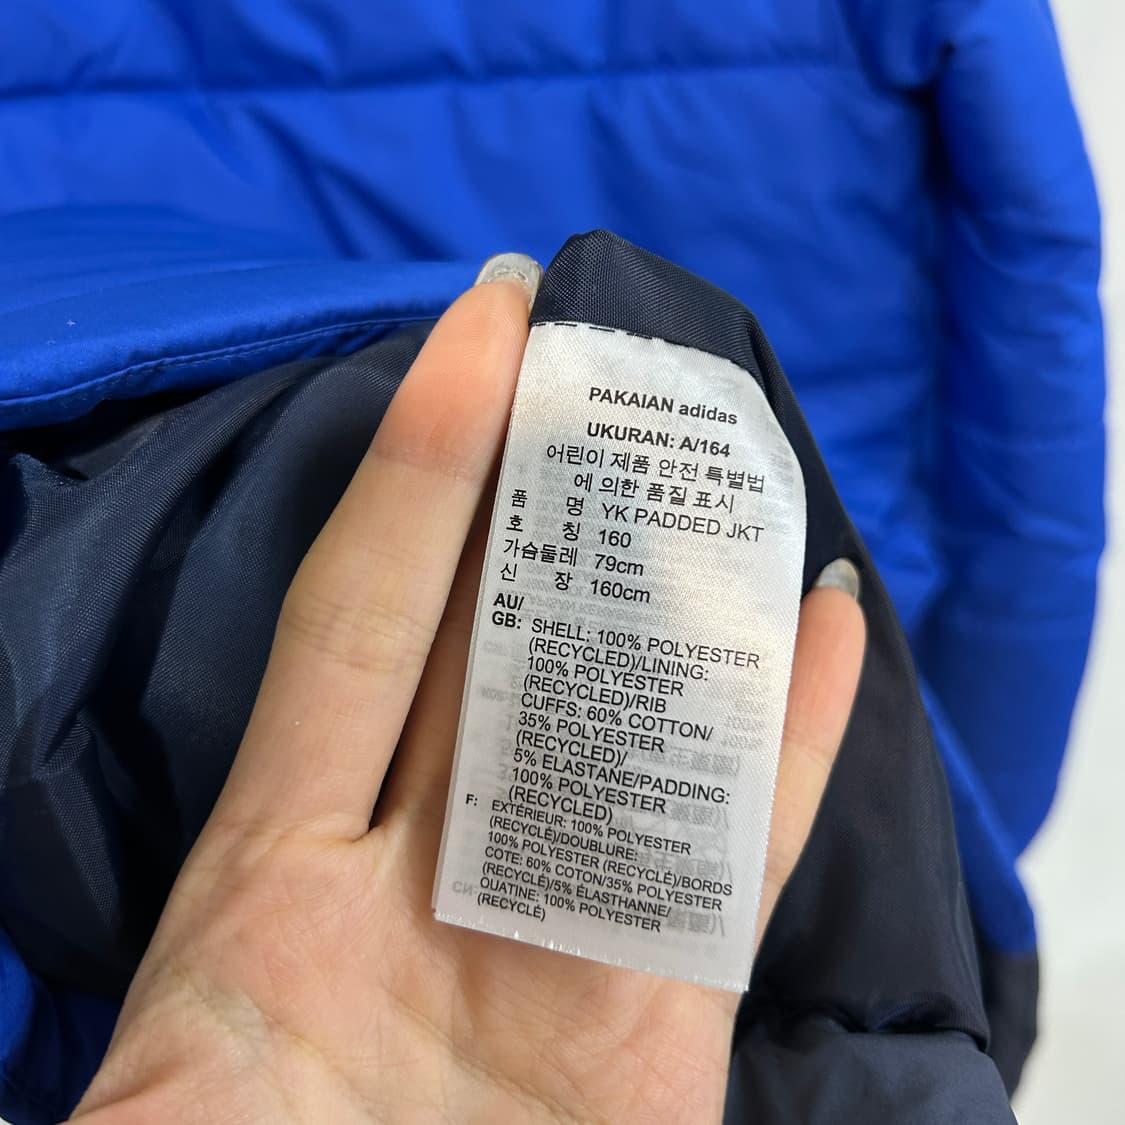 PAKAIAN adidas
UKURAN: A/164
어린이 제품 안전 특별법
에 의한 품질 표시
품 명 YK PADDED JKT
호 칭 160
가슴둘레 79cm
신 장 160cm
AU/
GB: SHELL: 100% POLYESTER
(RECYCLED)/LINING:
100% POLYESTER
(RECYCLED)/RIB
CUFFS: 60% COTTON/
35% POLYESTER
(RECYCLED)/
5% ELASTANE/PADDING:
100% POLYESTER
(RECYCLED)
F: EXTÉRIEUR: 100% POLYESTER
(RECYCLÉ)/DOUBLURE:
100% POLYESTER (RECYCLÉ)/BORDS
COTE: 60% COTON/35% POLYESTER
(RECYCLÉ)/5% ÉLASTHANNE/
OUATINE: 100% POLYESTER
(RECYCLÉ)